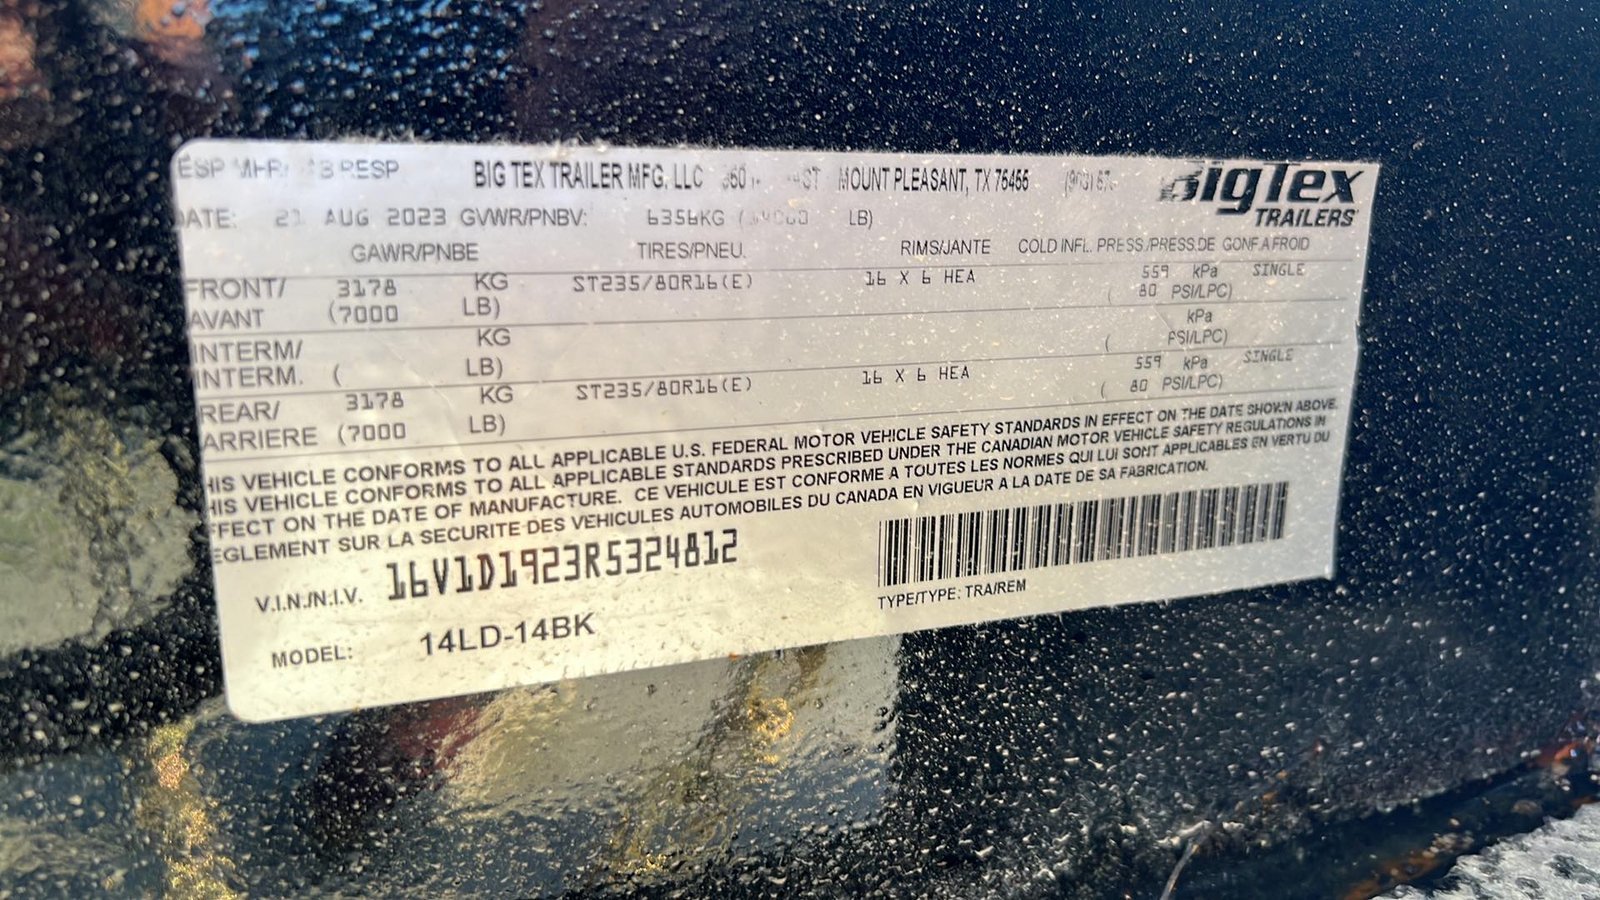 RESP BIG TEX TRAILER MFG, LLC MOUNT PLEASANT, TX 75455 BigTex
TRAILERS
AUG 2023 GVWR/PNBV: 6356KG LB)
GAWR/PNBE TIRES/PNEU. RIMS/JANTE COLD INFL. PRESS./PRESS.DE GONF A FROID
FRONT/ 3178 KG ST235/80R16(E) 16 X 6 HEA 559 kPa SINGLE
AVANT (7000 LB) ( 80 PSI/LPC)
INTERM/ KG kPa
INTERM. ( LB) ( PSI/LPC)
REAR/ 3178 KG ST235/80R16(E) 16 X 6 HEA 559 kPa SINGLE
ARRIERE (7000 LB) ( 80 PSI/LPC)
HIS VEHICLE CONFORMS TO ALL APPLICABLE U.S. FEDERAL MOTOR VEHICLE SAFETY STANDARDS IN EFFECT ON THE DATE SHOWN ABOVE.
HIS VEHICLE CONFORMS TO ALL APPLICABLE STANDARDS PRESCRIBED UNDER THE CANADIAN MOTOR VEHICLE SAFETY REGULATIONS IN
FFECT ON THE DATE OF MANUFACTURE. CE VEHICULE EST CONFORME A TOUTES LES NORMES QUI LUI SONT APPLICABLES EN VERTU DU
EGLEMENT SUR LA SECURITE DES VEHICULES AUTOMOBILES DU CANADA EN VIGUEUR A LA DATE DE SA FABRICATION.
V.I.N./N.I.V. 16V1D1923R5324812
TYPE/TYPE: TRA/REM
MODEL: 14LD-14BK